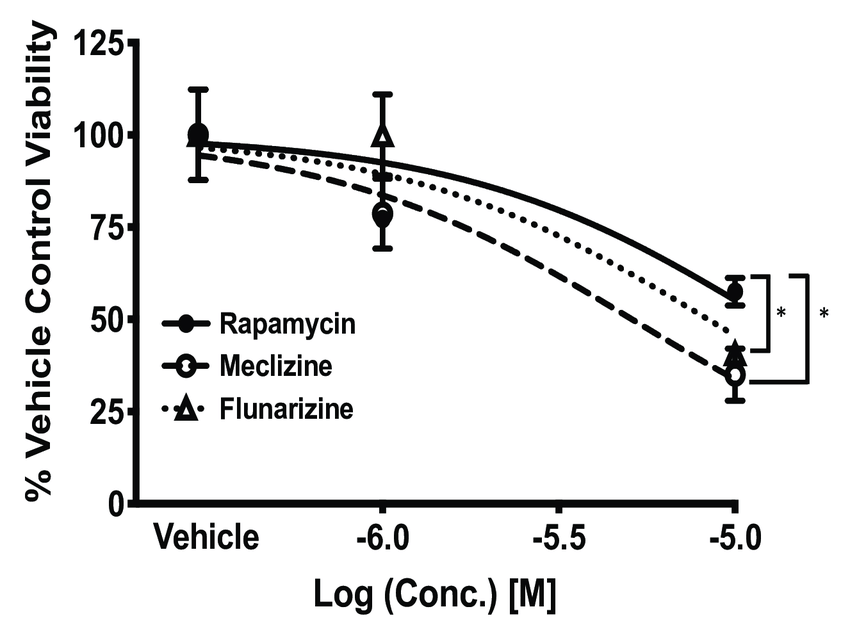 % Vehicle Control Viability
125
100
75
50
25
0
Rapamycin
Meclizine
Flunarizine
*
*
Vehicle -6.0 -5.5 -5.0
Log (Conc.) [M]